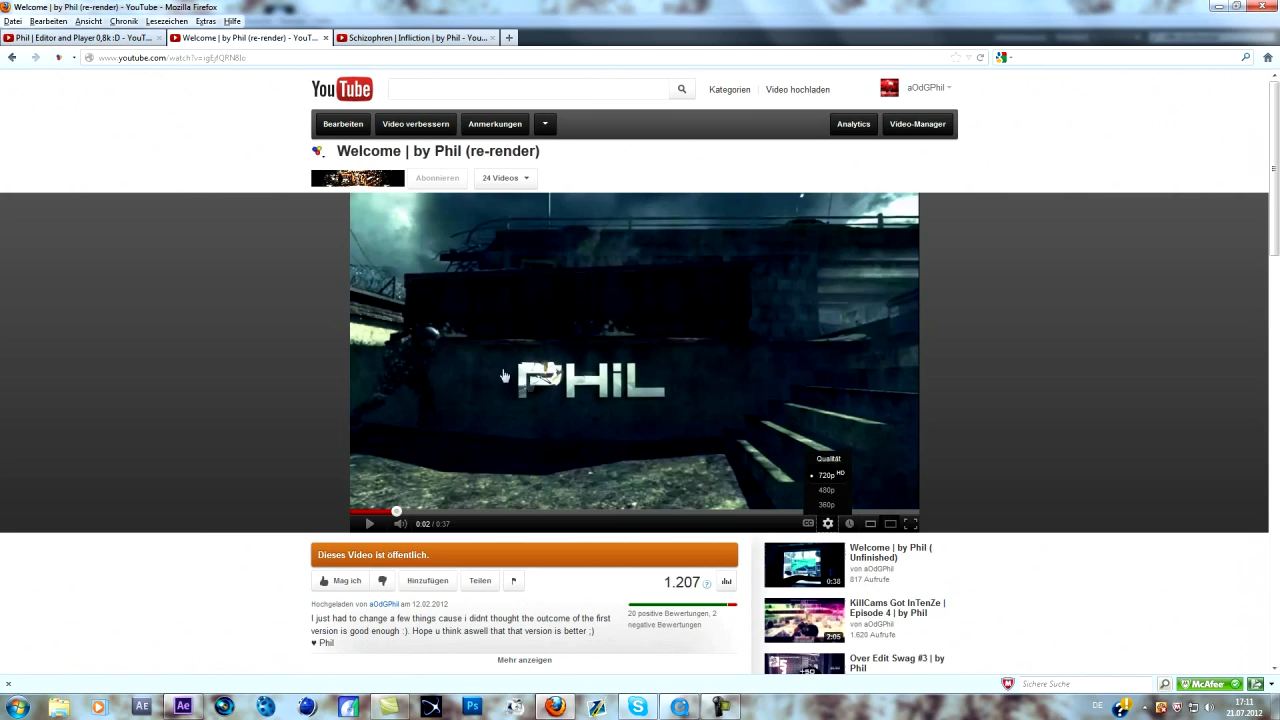 Welcome | by Phil (re-render) - YouTube - Mozilla Firefox
Datei Bearbeiten Ansicht Chronik Lesezeichen Extras Hilfe
Phil | Editor and Player 0,8k :D - YouT... Welcome | by Phil (re-render) - YouT... Schizophren | Infliction | by Phil - You...
www.youtube.com/watch?v=igEjfQRN8Io
YouTube
Kategorien Video hochladen aOdGPhil
Bearbeiten Video verbessern Anmerkungen Analytics Video-Manager
Welcome | by Phil (re-render)
Abonnieren 24 Videos
PHiL
Qualität
720p HD
480p
360p
0:02 / 0:37 CC
Dieses Video ist öffentlich.
Mag ich Hinzufügen Teilen 1.207
Hochgeladen von aOdGPhil am 12.02.2012
I just had to change a few things cause i didnt thought the outcome of the first
version is good enough :). Hope u think aswell that that version is better ;)
♥ Phil
20 positive Bewertungen, 2
negative Bewertungen
Mehr anzeigen
Welcome | by Phil (
Unfinished)
von aOdGPhil
817 Aufrufe
0:38
KillCams Got InTenZe |
Episode 4 | by Phil
von aOdGPhil
1.620 Aufrufe
2:05
Over Edit Swag #3 | by
Phil
+50
Sichere Suche McAfee
Ae Ae Ps DE 17:11
21.07.2012